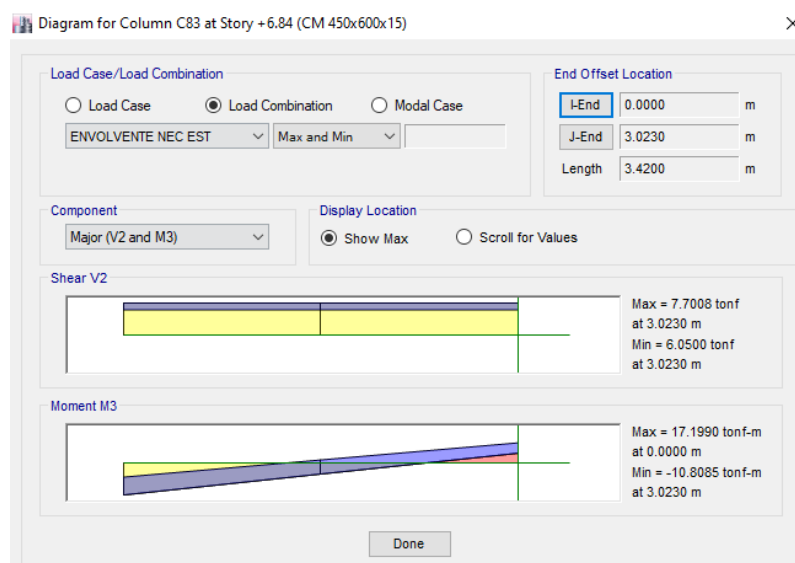 Diagram for Column C83 at Story +6.84 (CM 450x600x15)
Load Case/Load Combination
Load Case Load Combination Modal Case
ENVOLVENTE NEC EST Max and Min
End Offset Location
I-End 0.0000 m
J-End 3.0230 m
Length 3.4200 m
Component
Major (V2 and M3)
Display Location
Show Max Scroll for Values
Shear V2
Max = 7.7008 tonf
at 3.0230 m
Min = 6.0500 tonf
at 3.0230 m
Moment M3
Max = 17.1990 tonf-m
at 0.0000 m
Min = -10.8085 tonf-m
at 3.0230 m
Done